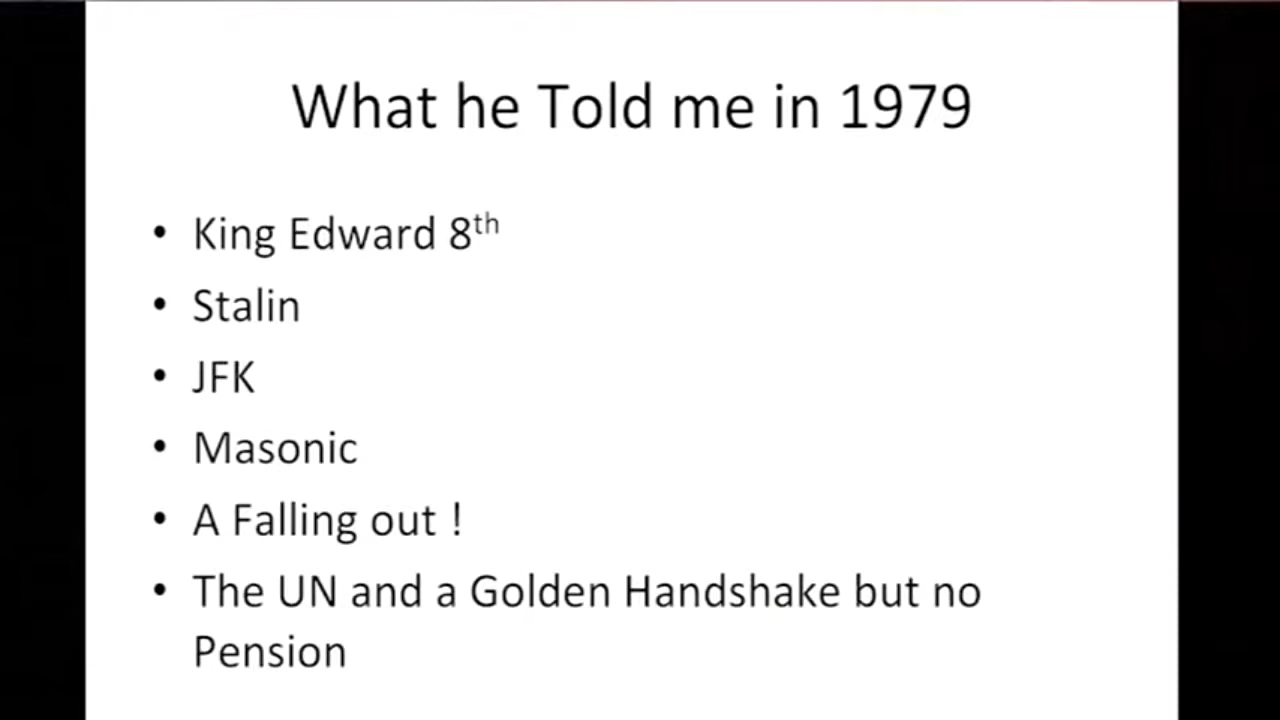 What he Told me in 1979
• King Edward 8th
• Stalin
• JFK
• Masonic
• A Falling out !
• The UN and a Golden Handshake but no
Pension